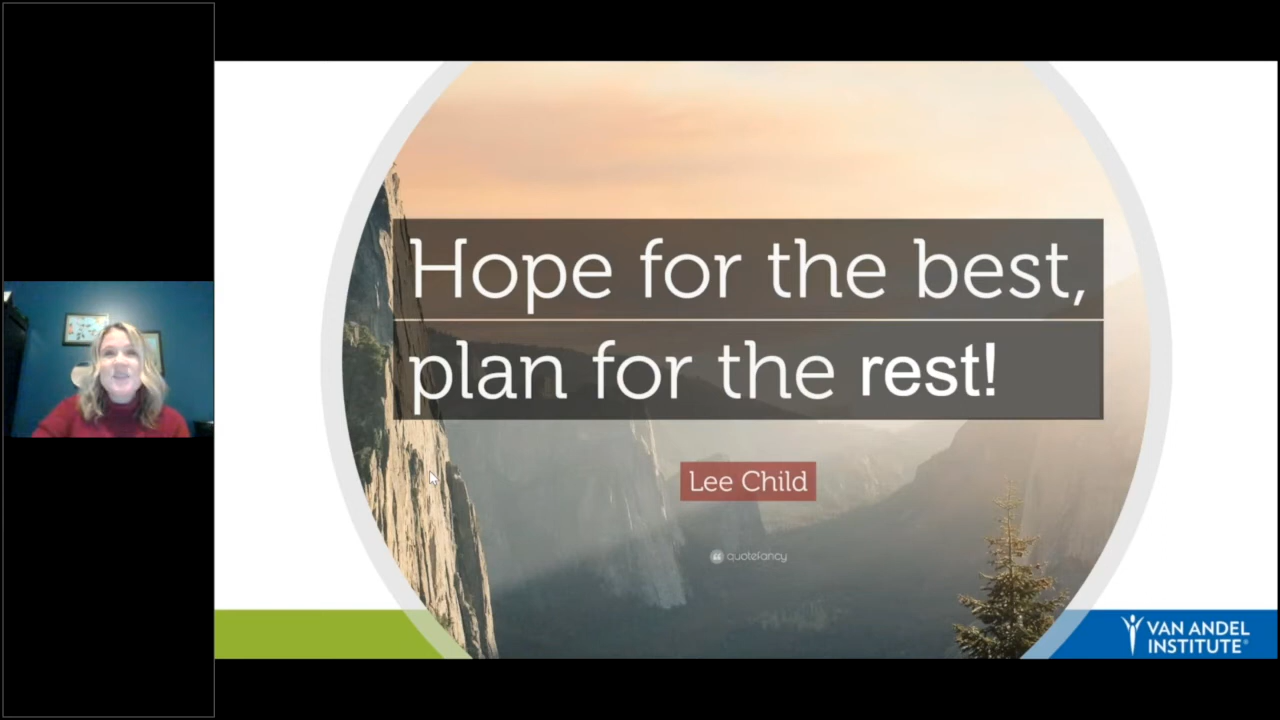 Hope for the best,
plan for the rest!
Lee Child
quotefancy
VAN ANDEL
INSTITUTE®